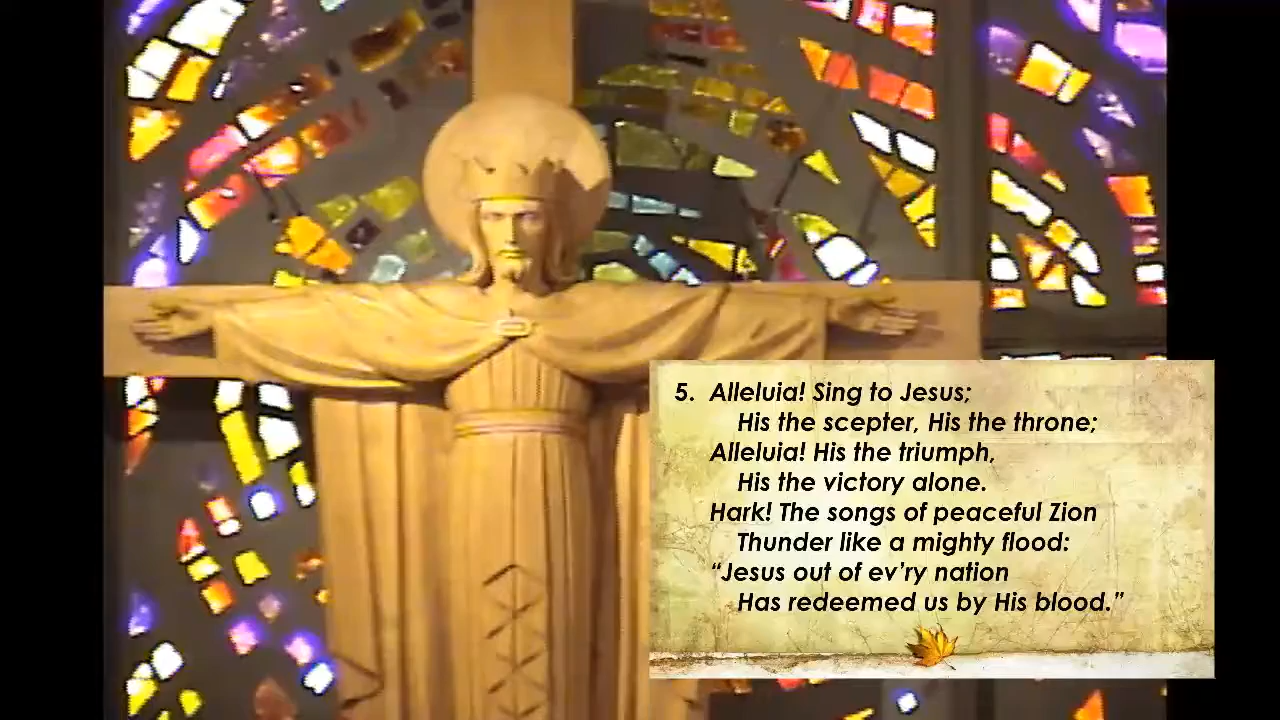 5. Alleluia! Sing to Jesus;
His the scepter, His the throne;
Alleluia! His the triumph,
His the victory alone.
Hark! The songs of peaceful Zion
Thunder like a mighty flood:
“Jesus out of ev’ry nation
Has redeemed us by His blood.”